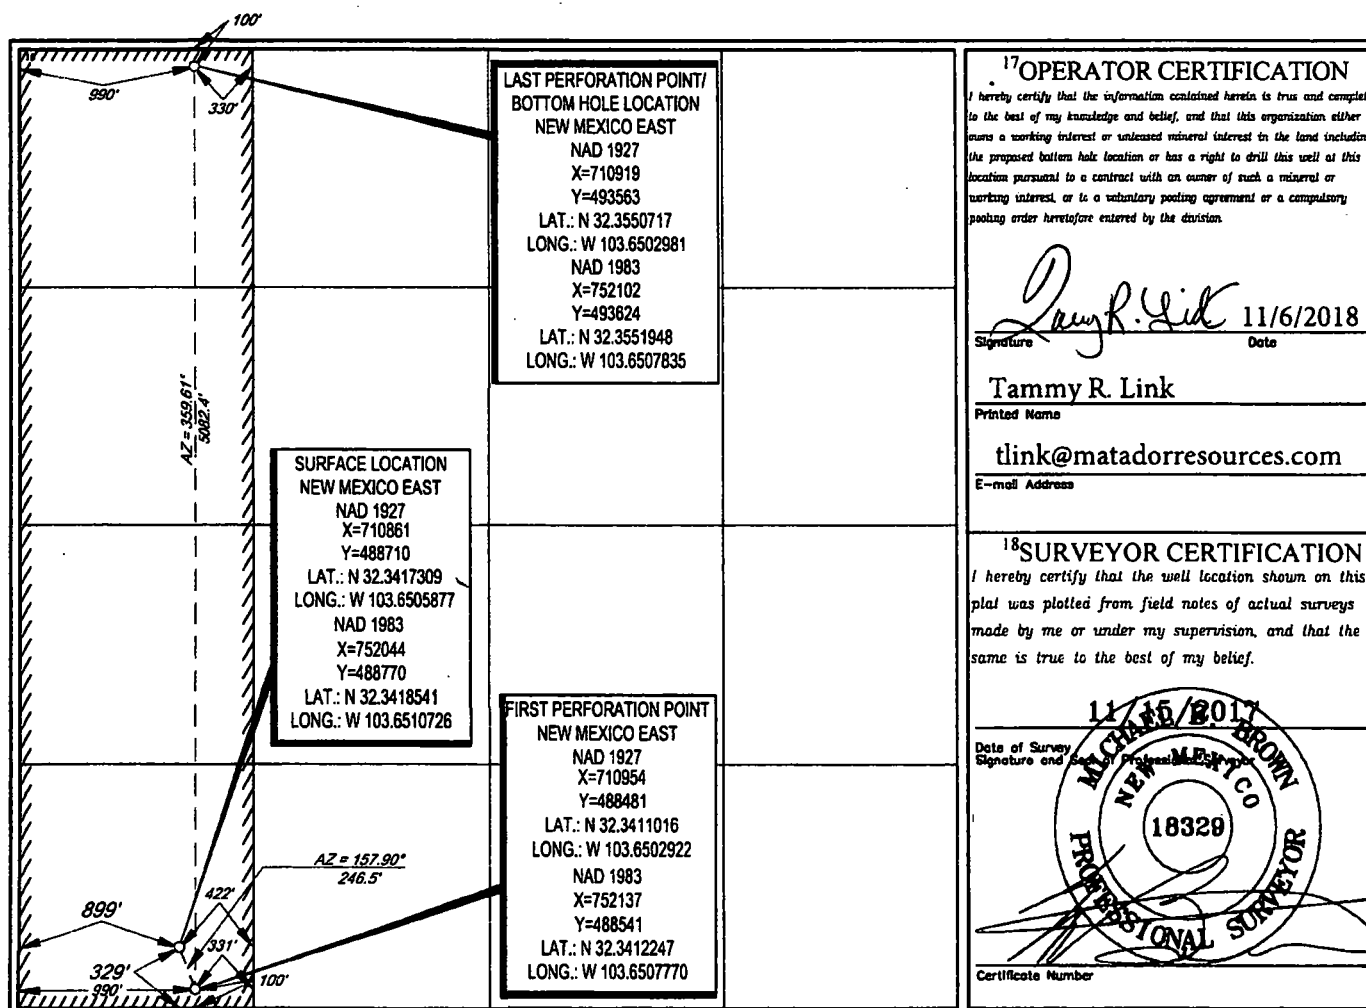 100'
990'
330'
LAST PERFORATION POINT/
BOTTOM HOLE LOCATION
NEW MEXICO EAST
NAD 1927
X=710919
Y=493563
LAT.: N 32.3550717
LONG.: W 103.6502981
NAD 1983
X=752102
Y=493624
LAT.: N 32.3551948
LONG.: W 103.6507835
AZ = 359.61°
5082.4'
SURFACE LOCATION
NEW MEXICO EAST
NAD 1927
X=710861
Y=488710
LAT.: N 32.3417309
LONG.: W 103.6505877
NAD 1983
X=752044
Y=488770
LAT.: N 32.3418541
LONG.: W 103.6510726
FIRST PERFORATION POINT
NEW MEXICO EAST
NAD 1927
X=710954
Y=488481
LAT.: N 32.3411016
LONG.: W 103.6502922
NAD 1983
X=752137
Y=488541
LAT.: N 32.3412247
LONG.: W 103.6507770
AZ = 157.90°
246.5'
899'
422'
331'
329'
990'
100'
17 OPERATOR CERTIFICATION
I hereby certify that the information contained herein is true and complet
to the best of my knowledge and belief, and that this organization either
owns a working interest or unleased mineral interest in the land includin
the proposed bottom hole location or has a right to drill this well at this
location pursuant to a contract with an owner of such a mineral or
working interest, or to a voluntary pooling agreement or a compulsory
pooling order heretofore entered by the division.
11/6/2018
Signature
Date
Tammy R. Link
Printed Name
tlink@matadorresources.com
E-mail Address
18 SURVEYOR CERTIFICATION
I hereby certify that the well location shown on this
plat was plotted from field notes of actual surveys
made by me or under my supervision, and that the
same is true to the best of my belief.
11/15/2017
Date of Survey
Signature and Seal of Professional Surveyor
MICHAEL B. BROWN
NEW MEXICO
18329
PROFESSIONAL SURVEYOR
Certificate Number